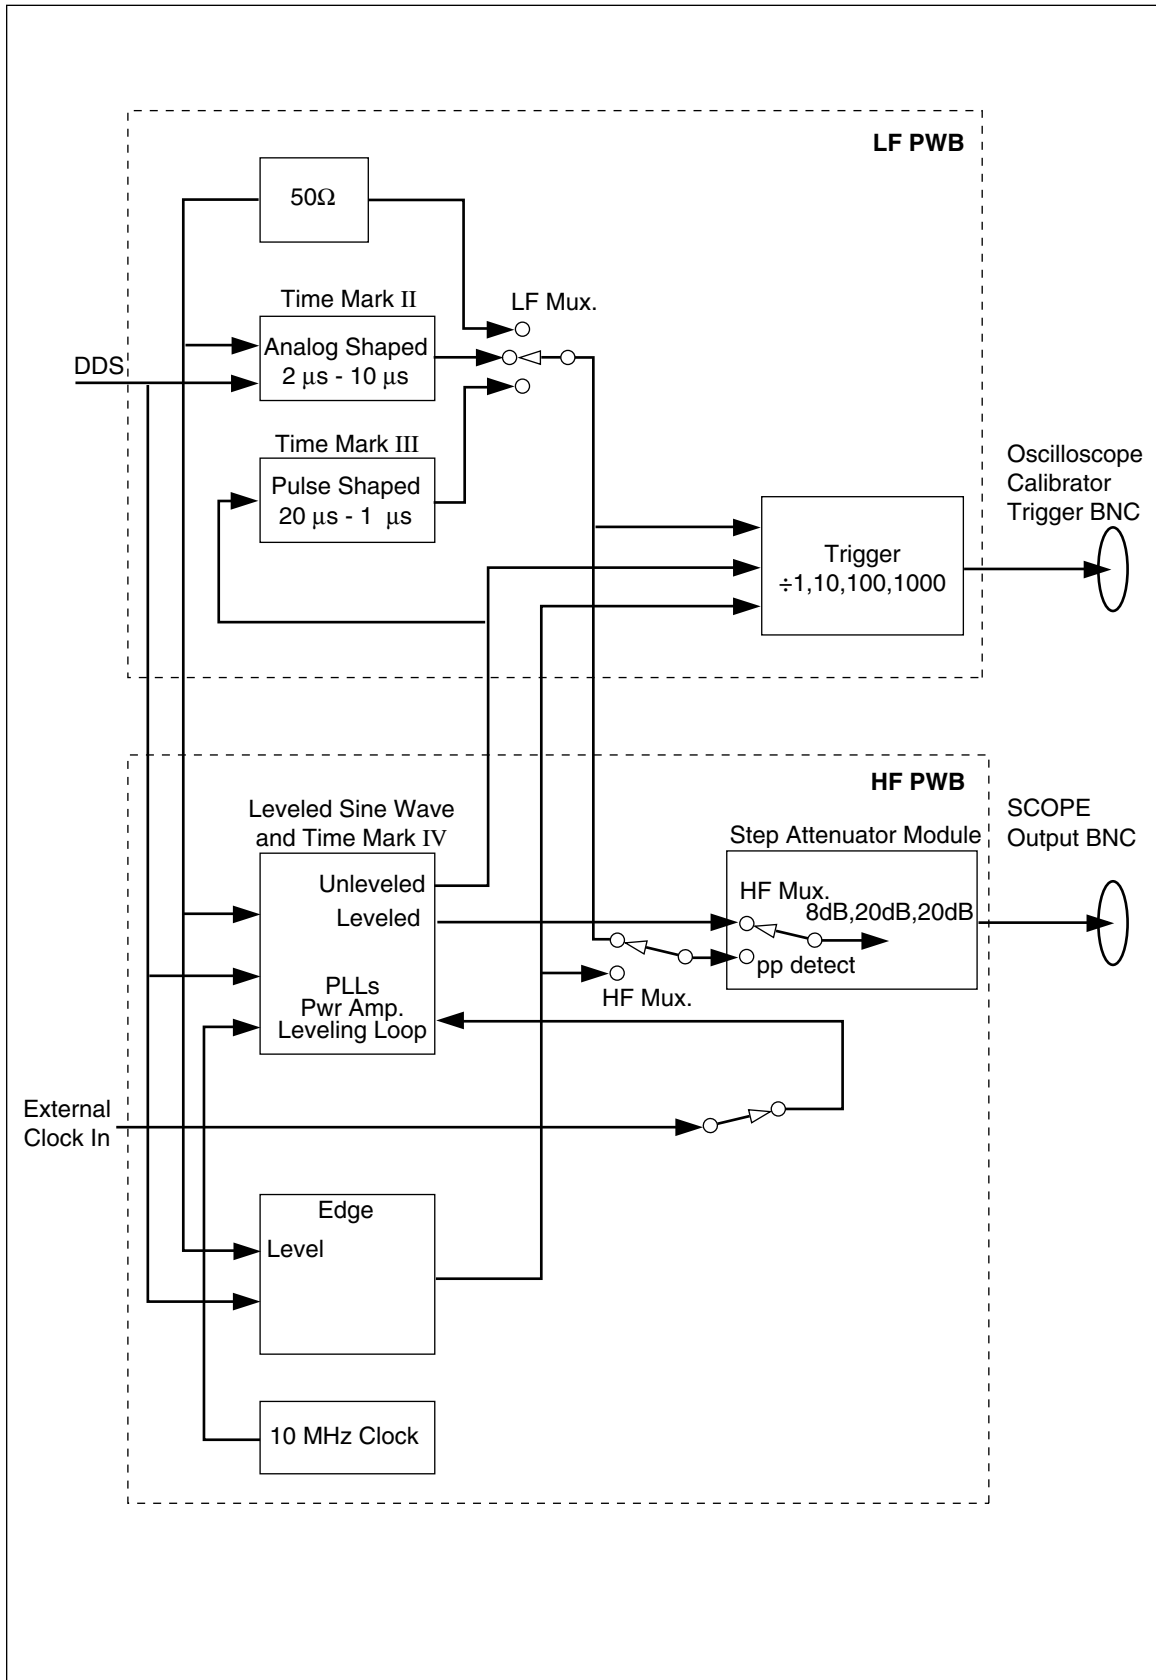 LF PWB
50Ω
Time Mark II
LF Mux.
Analog Shaped
2 μs - 10 μs
DDS
Time Mark III
Pulse Shaped
20 μs - 1 μs
Oscilloscope
Calibrator
Trigger BNC
Trigger
÷1,10,100,1000
HF PWB
Leveled Sine Wave
and Time Mark IV
SCOPE
Output BNC
Step Attenuator Module
Unleveled
Leveled
HF Mux.
8dB,20dB,20dB
pp detect
HF Mux.
PLLs
Pwr Amp.
Leveling Loop
External
Clock In
Edge
Level
10 MHz Clock